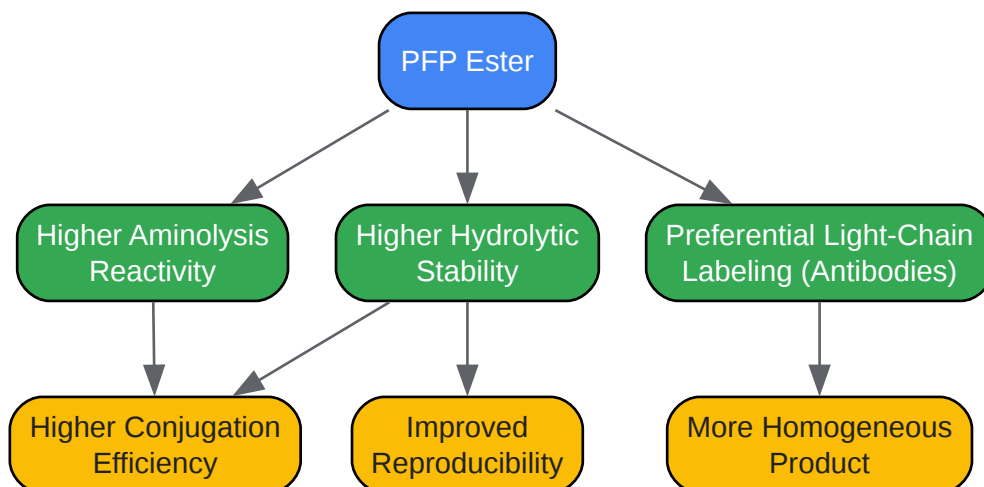 PFP Ester
Higher Aminolysis
Reactivity
Higher Hydrolytic
Stability
Preferential Light-Chain
Labeling (Antibodies)
Higher Conjugation
Efficiency
Improved
Reproducibility
More Homogeneous
Product